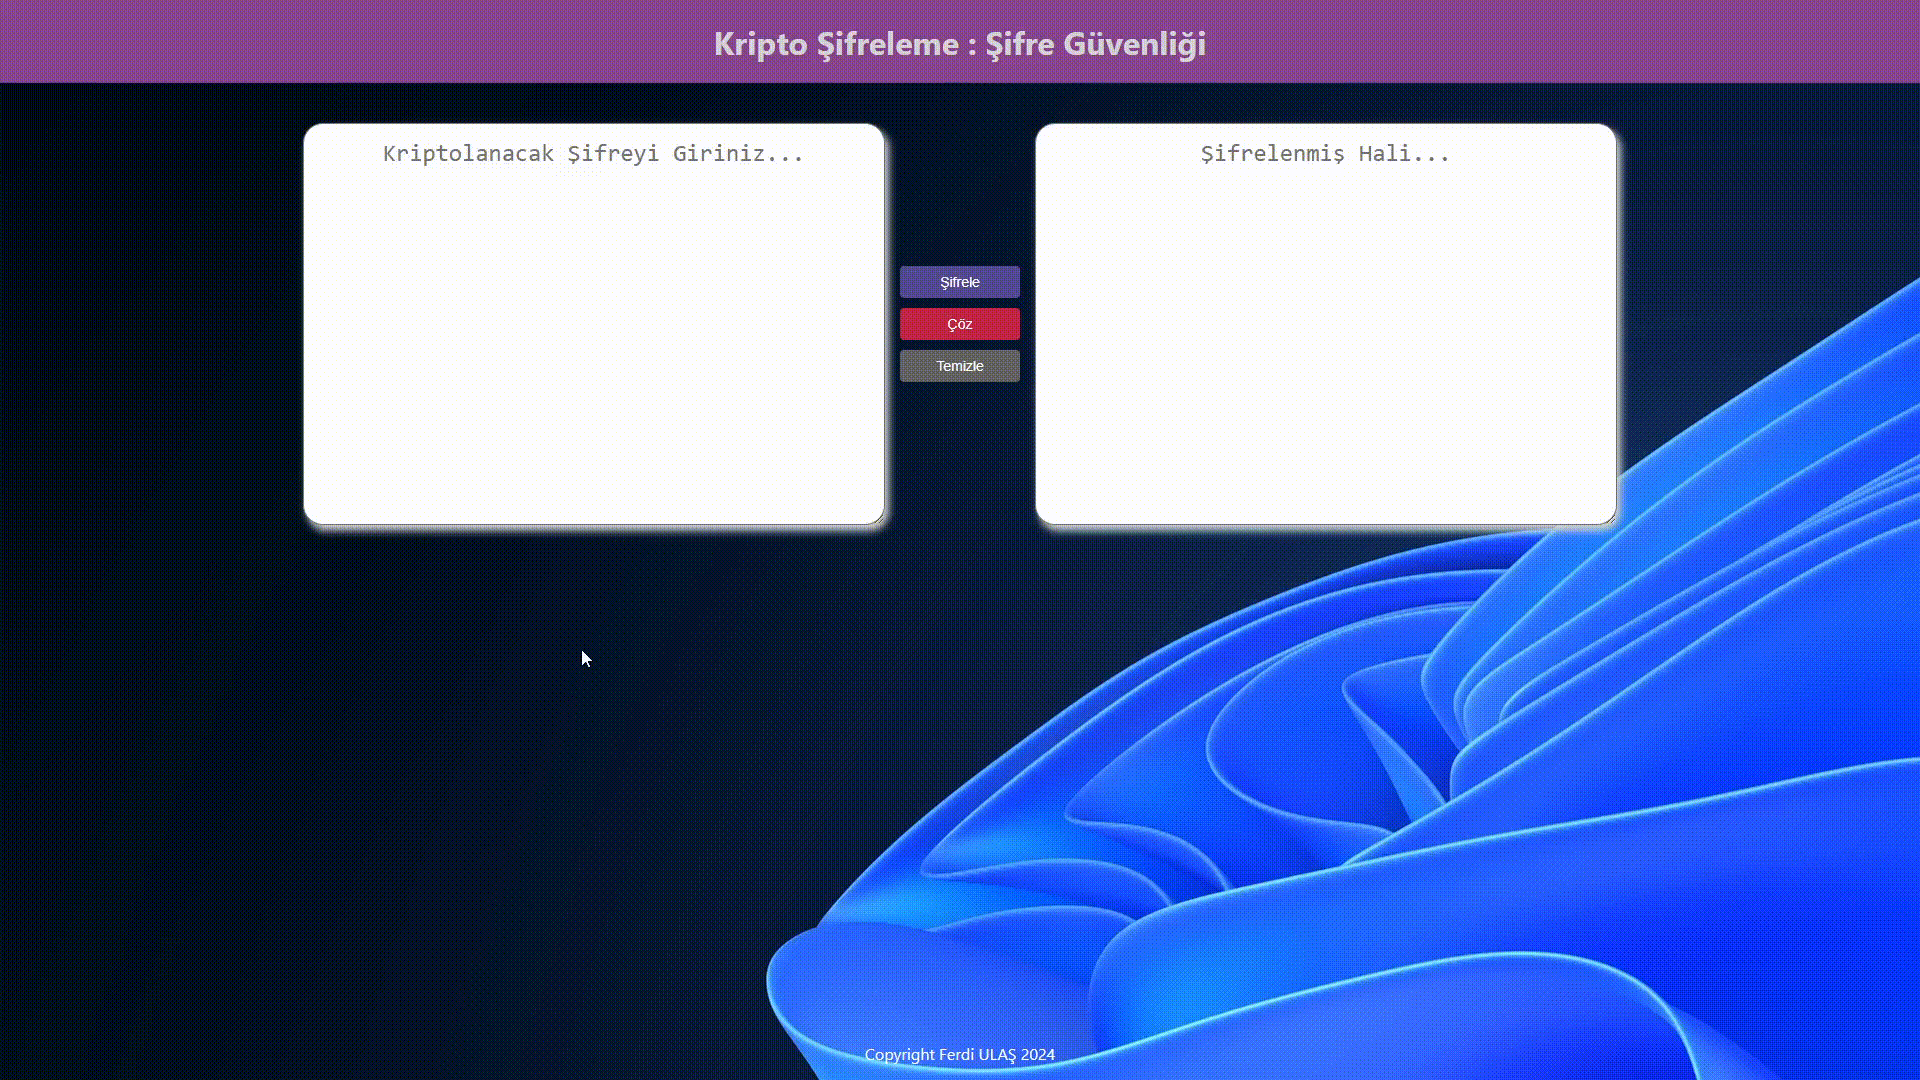 Kripto Şifreleme : Şifre Güvenliği
Kriptolanacak Şifreyi Giriniz...
Şifrelenmiş Hali...
Şifrele
Çöz
Temizle
Copyright Ferdi ULAŞ 2024